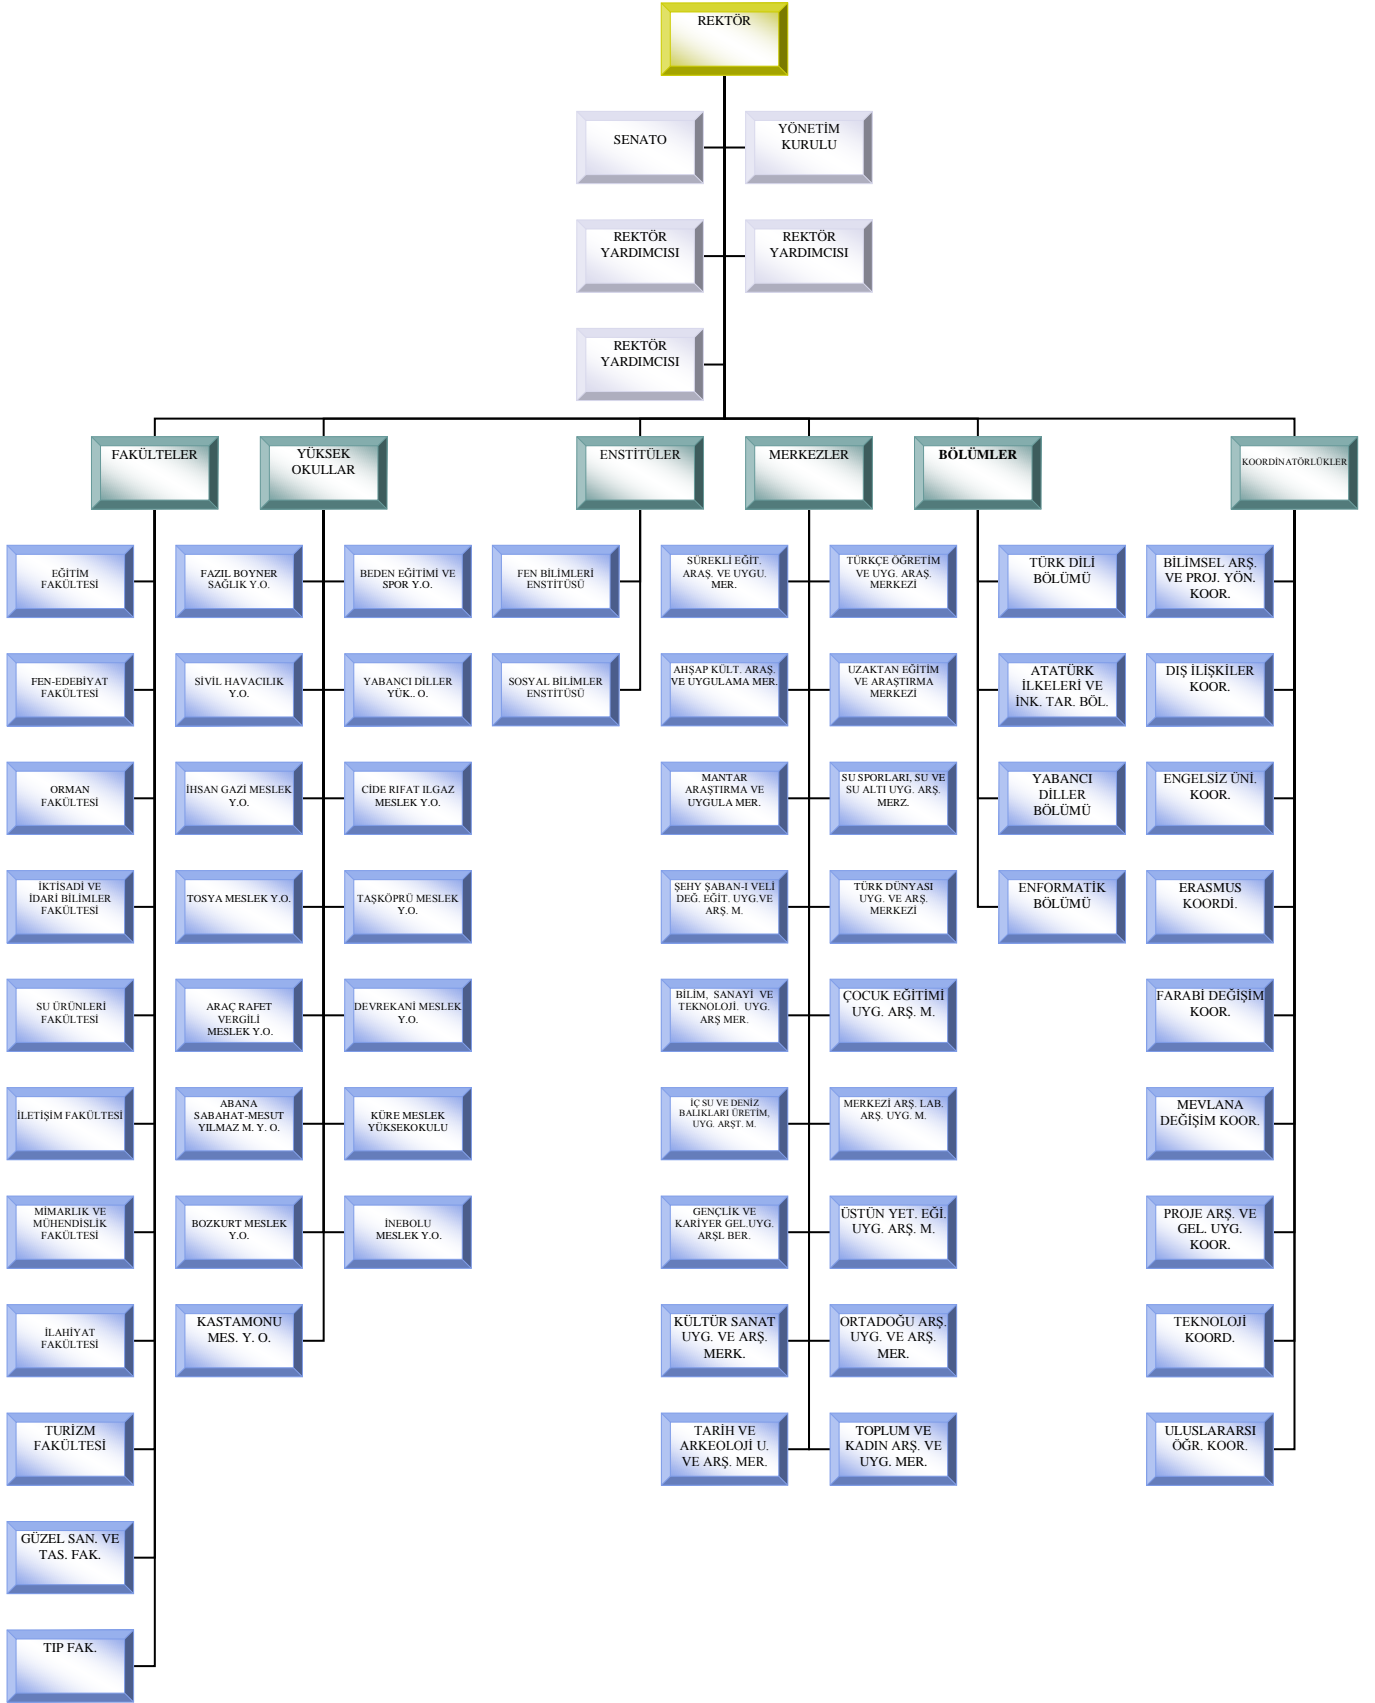 REKTÖR
SENATO
YÖNETİM
KURULU
REKTÖR
YARDIMCISI
REKTÖR
YARDIMCISI
REKTÖR
YARDIMCISI
FAKÜLTELER
YÜKSEK
OKULLAR
ENSTİTÜLER
MERKEZLER
BÖLÜMLER
KOORDİNATÖRLÜKLER
EĞİTİM
FAKÜLTESİ
FAZIL BOYNER
SAĞLIK Y.O.
BEDEN EĞİTİMİ VE
SPOR Y.O.
FEN BİLİMLERİ
ENSTİTÜSÜ
SÜREKLİ EĞİT.
ARAŞ. VE UYGU.
MER.
TÜRKÇE ÖĞRETİM
VE UYG. ARAŞ.
MERKEZİ
TÜRK DİLİ
BÖLÜMÜ
BİLİMSEL ARŞ.
VE PROJ. YÖN.
KOOR.
FEN-EDEBİYAT
FAKÜLTESİ
SİVİL HAVACILIK
Y.O.
YABANCI DİLLER
YÜK.. O.
SOSYAL BİLİMLER
ENSTİTÜSÜ
AHŞAP KÜLT. ARAŞ.
VE UYGULAMA MER.
UZAKTAN EĞİTİM
VE ARAŞTIRMA
MERKEZİ
ATATÜRK
İLKELERİ VE
İNK. TAR. BÖL.
DIŞ İLİŞKİLER
KOOR.
ORMAN
FAKÜLTESİ
İHSAN GAZİ MESLEK
Y.O.
CİDE RIFAT ILGAZ
MESLEK Y.O.
MANTAR
ARAŞTIRMA VE
UYGULA MER.
SU SPORLARI, SU VE
SU ALTI UYG. ARŞ.
MERZ.
YABANCI
DİLLER
BÖLÜMÜ
ENGELSİZ ÜNİ.
KOOR.
İKTİSADİ VE
İDARİ BİLİMLER
FAKÜLTESİ
TOSYA MESLEK Y.O.
TAŞKÖPRÜ MESLEK
Y.O.
ŞEHY ŞABAN-I VELİ
DEĞ. EĞİT. UYG.VE
ARŞ. M.
TÜRK DÜNYASI
UYG. VE ARŞ.
MERKEZİ
ENFORMATİK
BÖLÜMÜ
ERASMUS
KOORDİ.
SU ÜRÜNLERİ
FAKÜLTESİ
ARAÇ RAFET
VERGİLİ
MESLEK Y.O.
DEVREKANİ MESLEK
Y.O.
BİLİM, SANAYİ VE
TEKNOLOJİ. UYG.
ARŞ MER.
ÇOCUK EĞİTİMİ
UYG. ARŞ. M.
FARABİ DEĞİŞİM
KOOR.
İLETİŞİM FAKÜLTESİ
ABANA
SABAHAT-MESUT
YILMAZ M. Y. O.
KÜRE MESLEK
YÜKSEKOKULU
İÇ SU VE DENİZ
BALIKLARI ÜRETİM,
UYG. ARŞT. M.
MERKEZİ ARŞ. LAB.
ARŞ. UYG. M.
MEVLANA
DEĞİŞİM KOOR.
MİMARLIK VE
MÜHENDİSLİK
FAKÜLTESİ
BOZKURT MESLEK
Y.O.
İNEBOLU
MESLEK Y.O.
GENÇLİK VE
KARİYER GEL.UYG.
ARŞL BER.
ÜSTÜN YET. EĞİ.
UYG. ARŞ. M.
PROJE ARŞ. VE
GEL. UYG.
KOOR.
İLAHİYAT
FAKÜLTESİ
KASTAMONU
MES. Y. O.
KÜLTÜR SANAT
UYG. VE ARŞ.
MERK.
ORTADOĞU ARŞ.
UYG. VE ARŞ.
MER.
TEKNOLOJİ
KOORD.
TURİZM
FAKÜLTESİ
TARİH VE
ARKEOLOJİ U.
VE ARŞ. MER.
TOPLUM VE
KADIN ARŞ. VE
UYG. MER.
ULUSLARARSI
ÖĞR. KOOR.
GÜZEL SAN. VE
TAS. FAK.
TIP FAK.